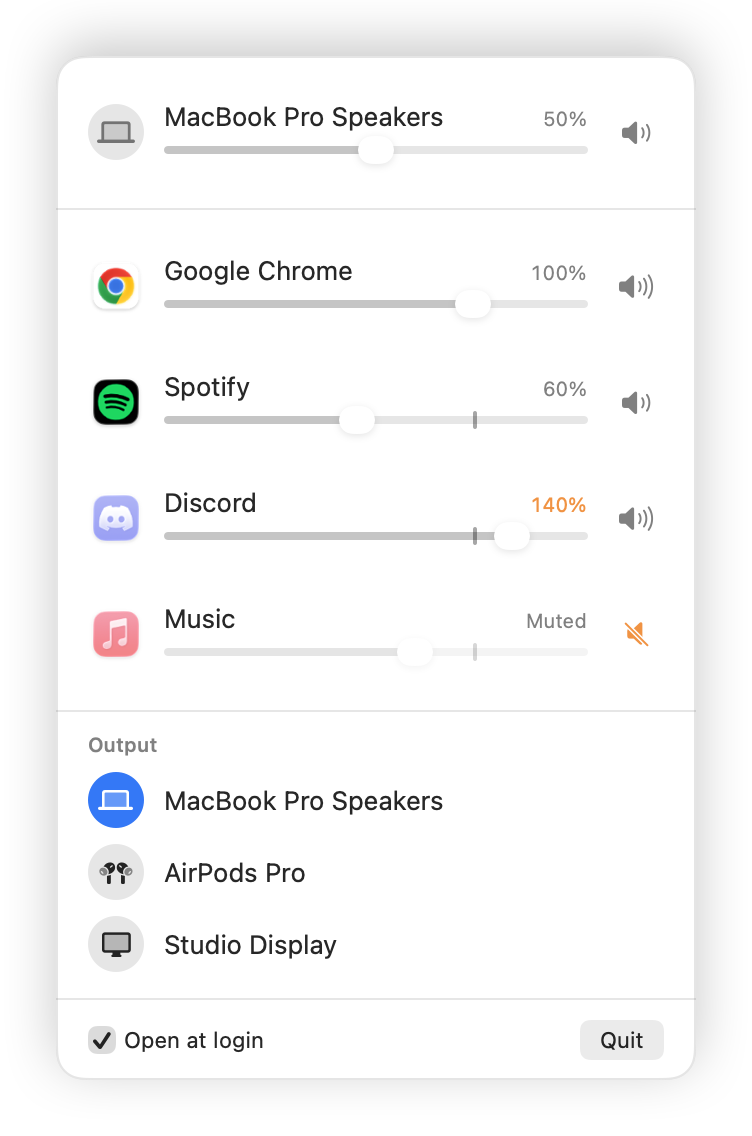 MacBook Pro Speakers 50%
Google Chrome 100%
Spotify 60%
Discord 140%
Music Muted
Output
MacBook Pro Speakers
AirPods Pro
Studio Display
Open at login Quit